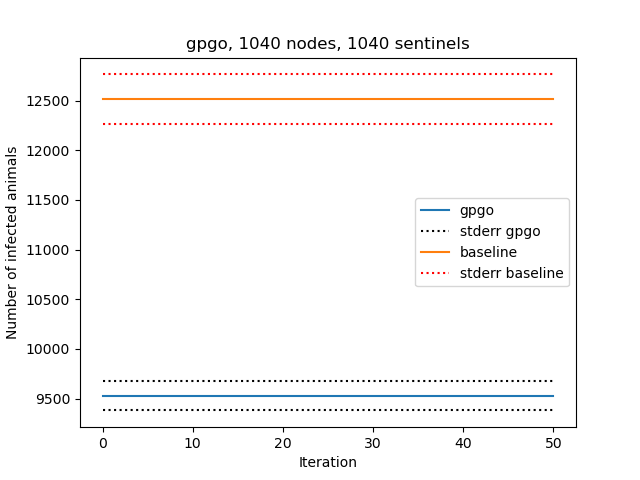 gpgo, 1040 nodes, 1040 sentinels
Number of infected animals
12500
12000
11500
11000
10500
10000
9500
gpgo
stderr gpgo
baseline
stderr baseline
0 10 20 30 40 50
Iteration